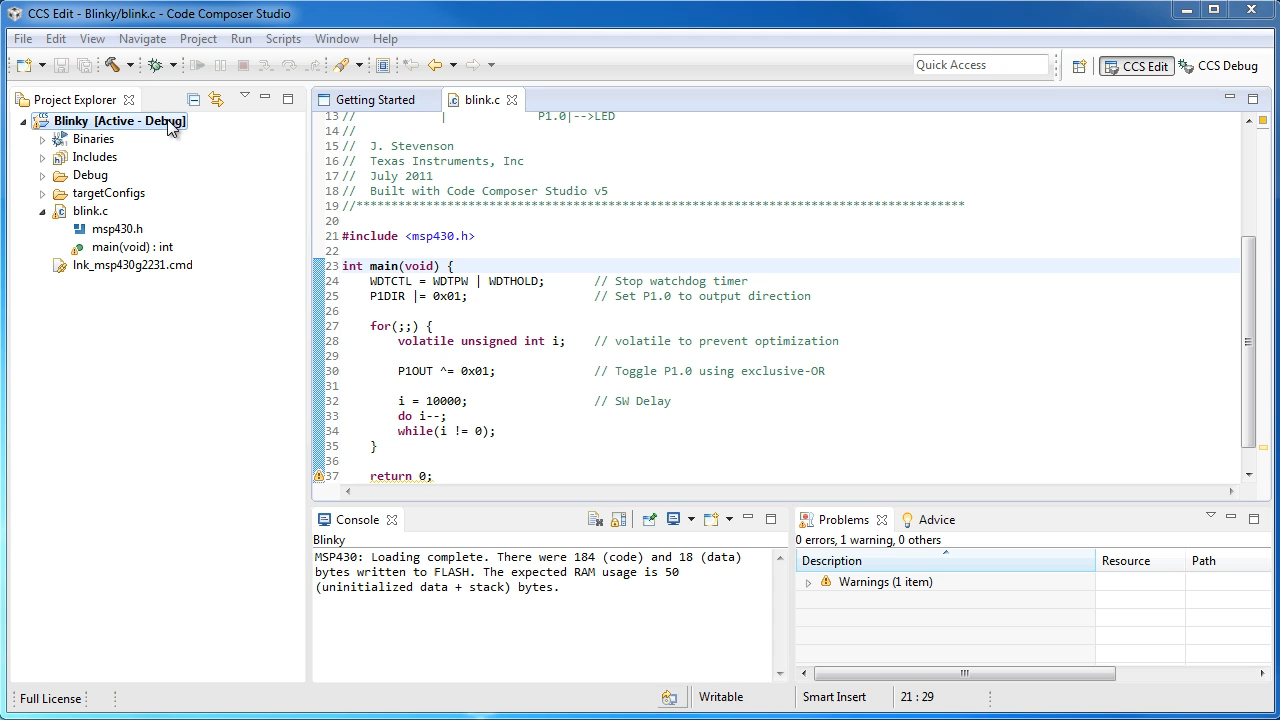 CCS Edit - Blinky/blink.c - Code Composer Studio
File Edit View Navigate Project Run Scripts Window Help
Quick Access
CCS Edit
CCS Debug
Project Explorer
Blinky [Active - Debug]
Binaries
Includes
Debug
targetConfigs
blink.c
msp430.h
main(void) : int
lnk_msp430g2231.cmd
Getting Started
blink.c
13 // | P1.0|-->LED
14 //
15 // J. Stevenson
16 // Texas Instruments, Inc
17 // July 2011
18 // Built with Code Composer Studio v5
19 //***************************************************************************************
20
21 #include <msp430.h>
22
23 int main(void) {
24 WDTCTL = WDTPW | WDTHOLD; // Stop watchdog timer
25 P1DIR |= 0x01; // Set P1.0 to output direction
26
27 for(;;) {
28 volatile unsigned int i; // volatile to prevent optimization
29
30 P1OUT ^= 0x01; // Toggle P1.0 using exclusive-OR
31
32 i = 10000; // SW Delay
33 do i--;
34 while(i != 0);
35 }
36
37 return 0;
Console
Blinky
MSP430: Loading complete. There were 184 (code) and 18 (data)
bytes written to FLASH. The expected RAM usage is 50
(uninitialized data + stack) bytes.
Problems
Advice
0 errors, 1 warning, 0 others
Description Resource Path
Warnings (1 item)
Full License
Writable
Smart Insert
21 : 29